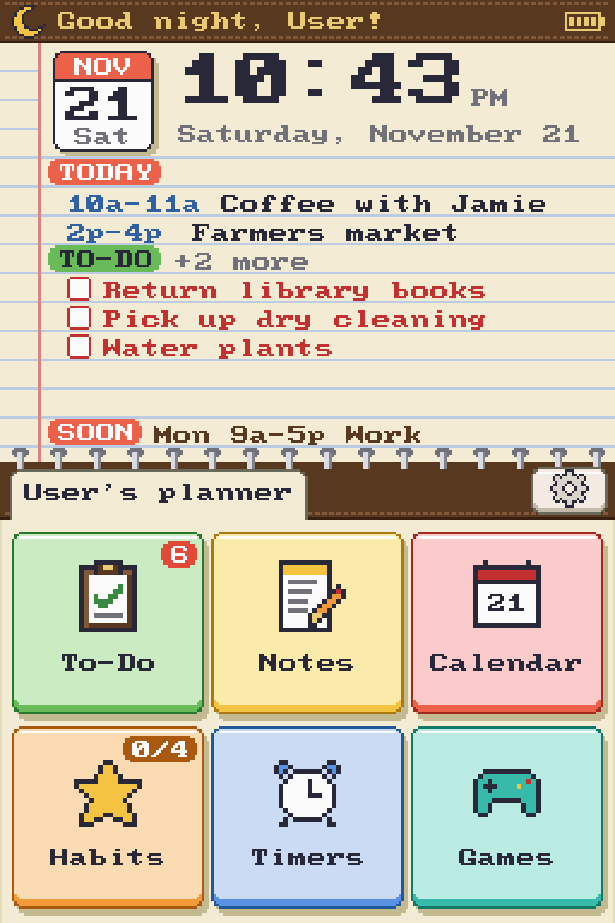 Good night, User!
NOV
21
Sat
10:43 PM
Saturday, November 21
TODAY
10a-11a Coffee with Jamie
2p-4p Farmers market
TO-DO +2 more
Return library books
Pick up dry cleaning
Water plants
SOON Mon 9a-5p Work
User's planner
6
To-Do
Notes
21
Calendar
0/4
Habits
Timers
Games